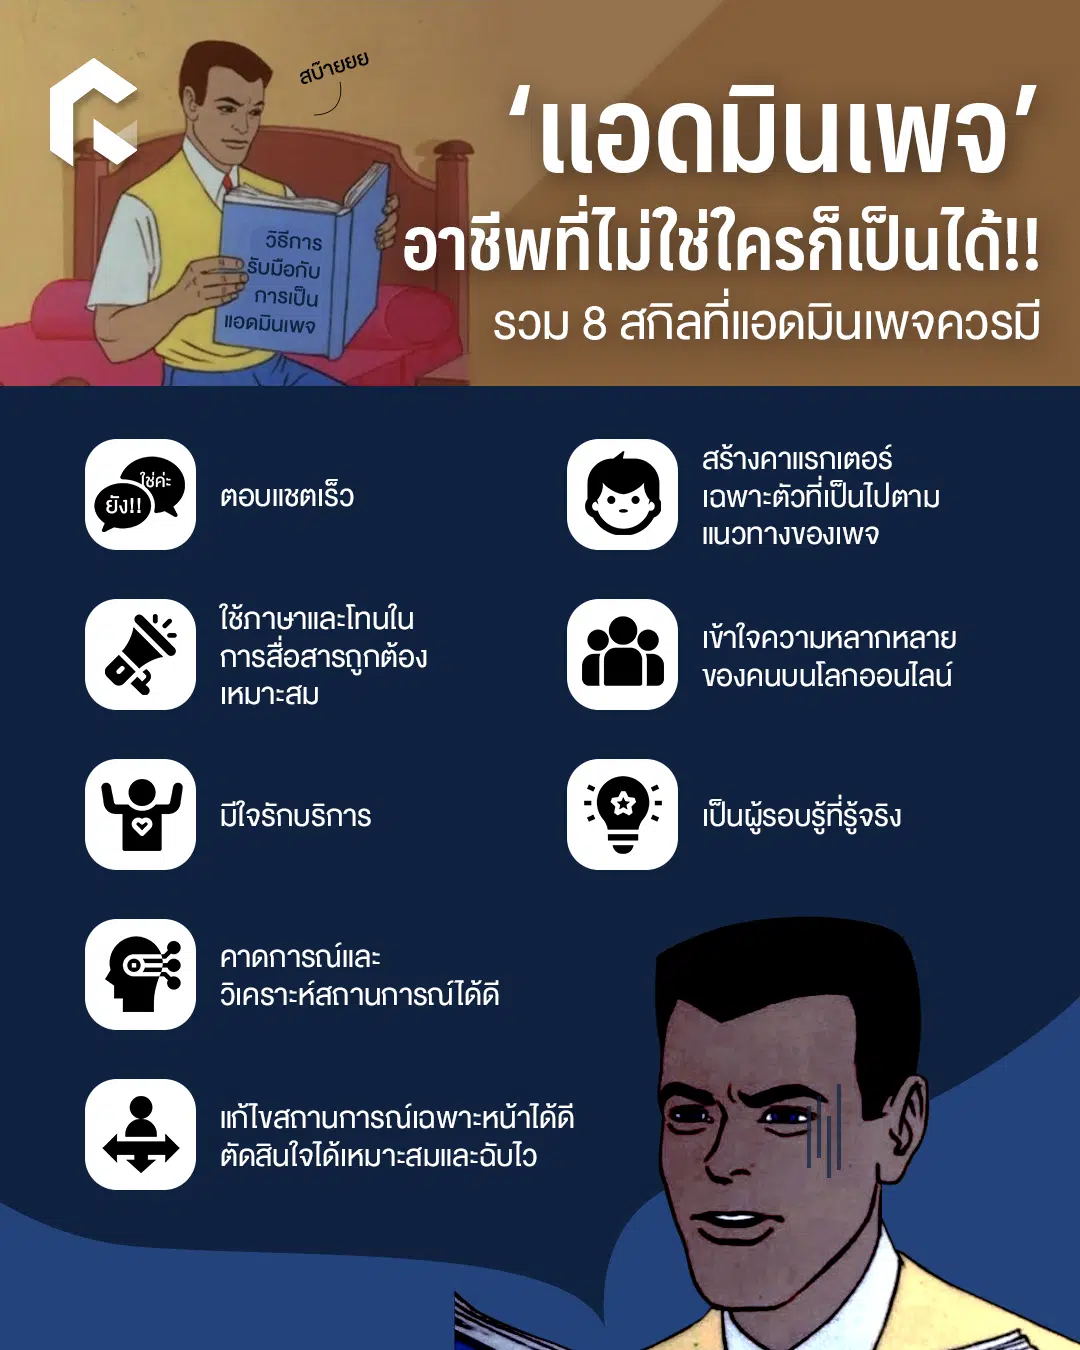 สบ๊ายยย
‘แอดมินเพจ’
อาชีพที่ไม่ใช่ใครก็เป็นได้!!
รวม 8 สกิลที่แอดมินเพจควรมี
วิธีการ
รับมือกับ
การเป็น
แอดมินเพจ
ใช่ค่ะ
ยัง!!
ตอบแชตเร็ว
ใช้ภาษาและโทนใน
การสื่อสารถูกต้อง
เหมาะสม
มีใจรักบริการ
คาดการณ์และ
วิเคราะห์สถานการณ์ได้ดี
แก้ไขสถานการณ์เฉพาะหน้าได้ดี
ตัดสินใจได้เหมาะสมและฉับไว
สร้างคาแรกเตอร์
เฉพาะตัวที่เป็นไปตาม
แนวทางของเพจ
เข้าใจความหลากหลาย
ของคนบนโลกออนไลน์
เป็นผู้รอบรู้ที่รู้จริง